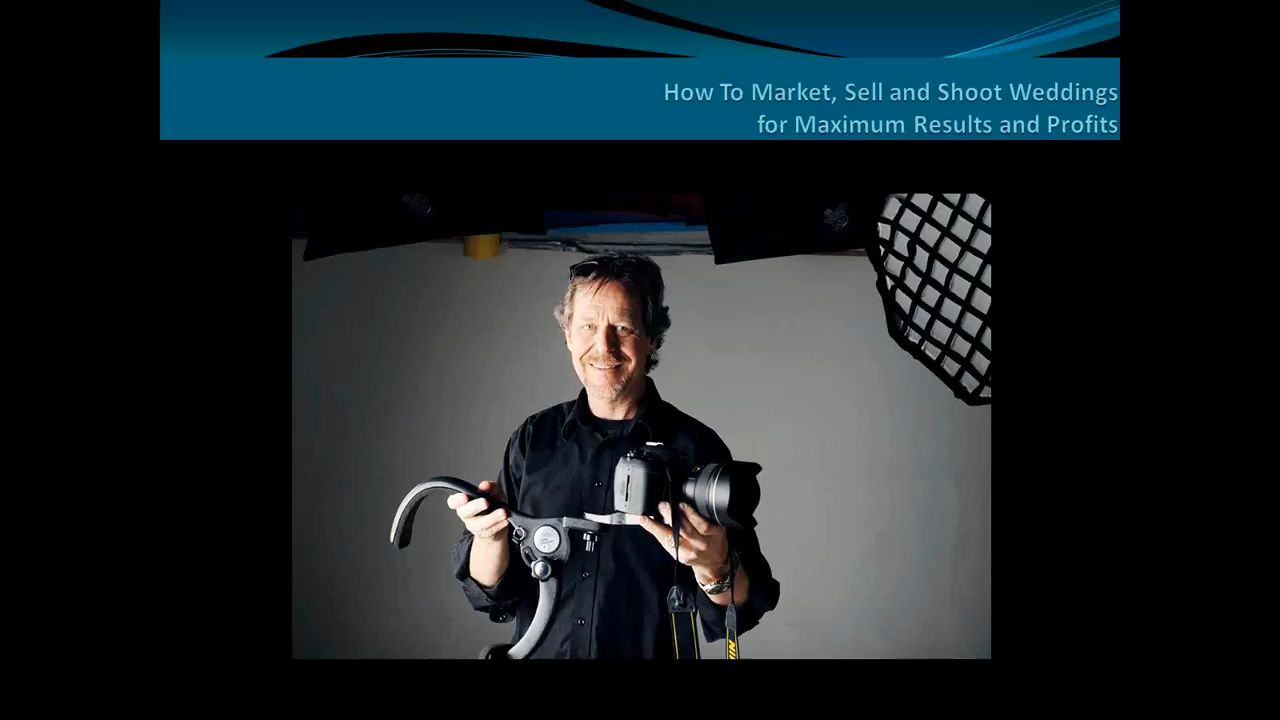 How To Market, Sell and Shoot Weddings
for Maximum Results and Profits